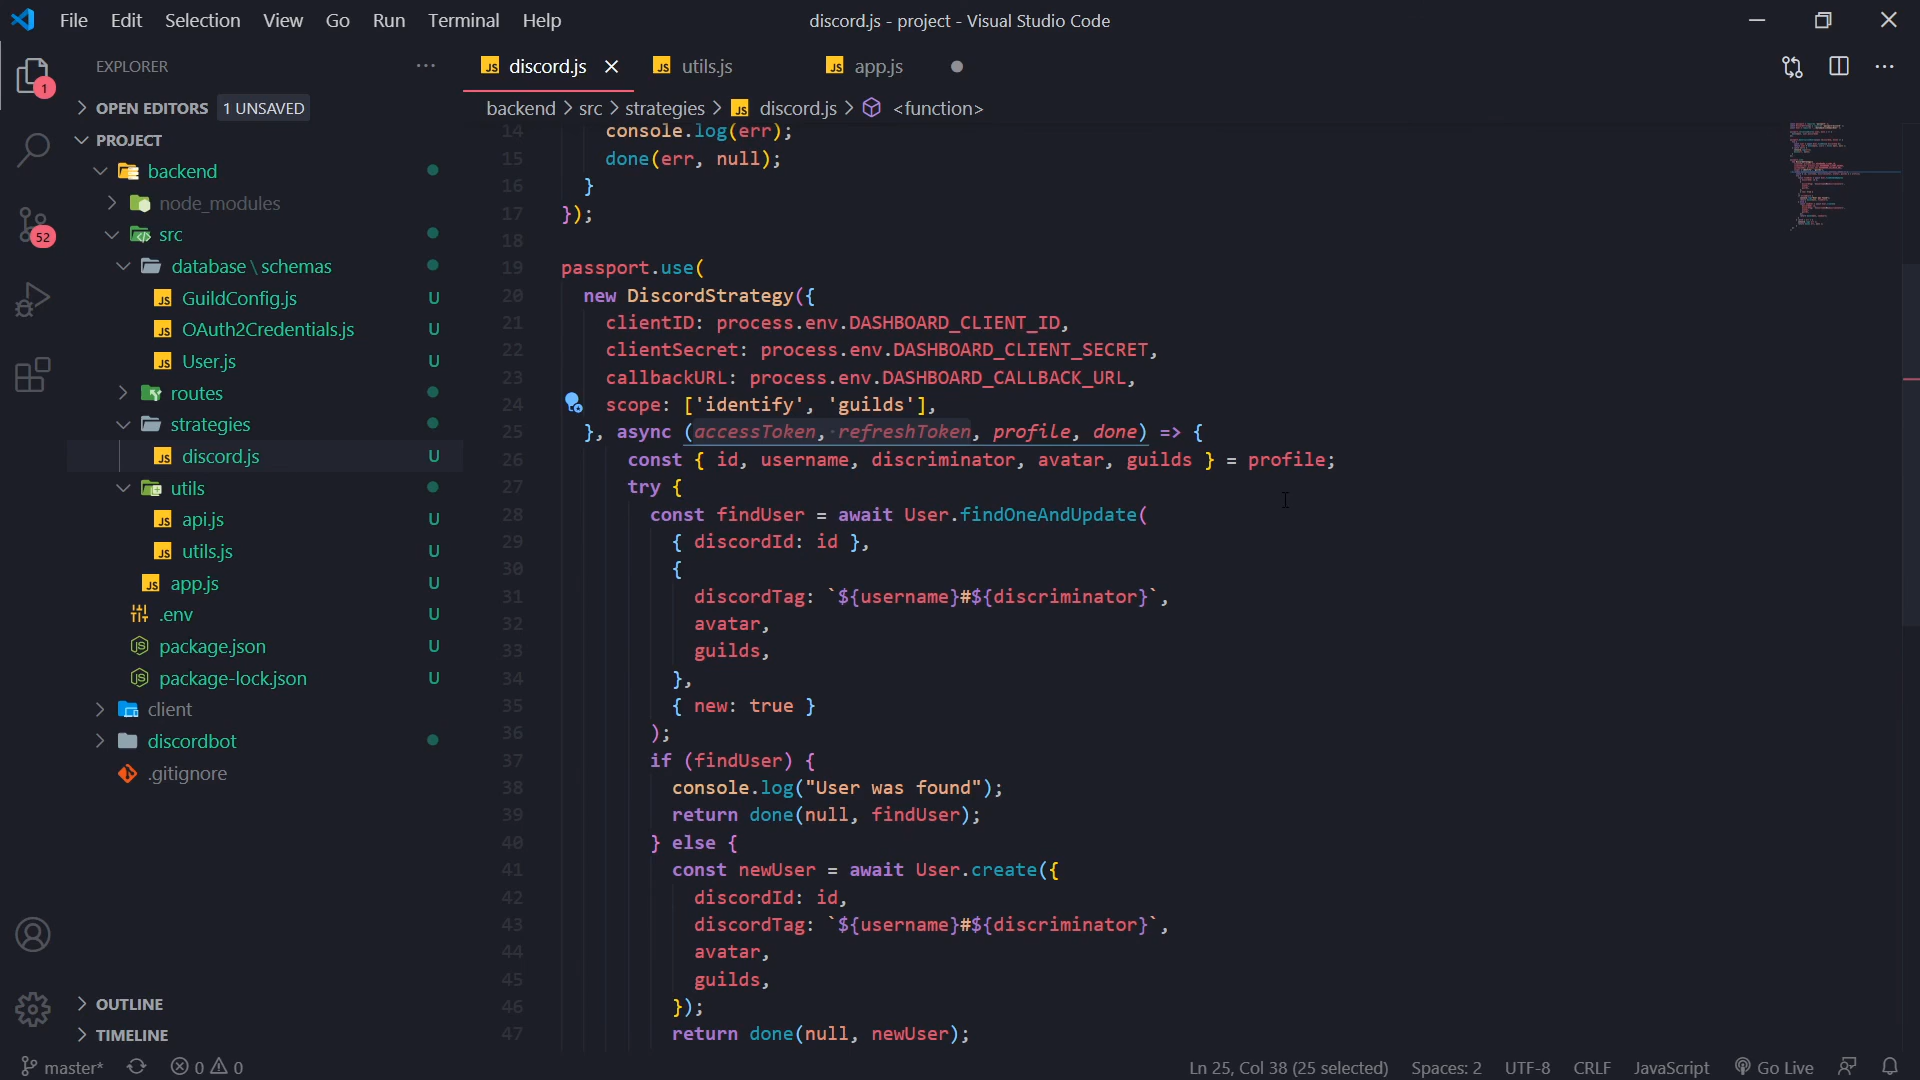 File Edit Selection View Go Run Terminal Help
discord.js - project - Visual Studio Code
EXPLORER
1
52
OPEN EDITORS 1 UNSAVED
PROJECT
backend
node_modules
src
database \ schemas
GuildConfig.js U
OAuth2Credentials.js U
User.js U
routes
strategies
discord.js U
utils
api.js U
utils.js U
app.js U
.env U
package.json U
package-lock.json U
client
discordbot
.gitignore
OUTLINE
TIMELINE
JS discord.js JS utils.js JS app.js
backend > src > strategies > JS discord.js > <function>
14 console.log(err);
15 done(err, null);
16 }
17 });
18
19 passport.use(
20 new DiscordStrategy({
21 clientID: process.env.DASHBOARD_CLIENT_ID,
22 clientSecret: process.env.DASHBOARD_CLIENT_SECRET,
23 callbackURL: process.env.DASHBOARD_CALLBACK_URL,
24 scope: ['identify', 'guilds'],
25 }, async (accessToken, refreshToken, profile, done) => {
26 const { id, username, discriminator, avatar, guilds } = profile;
27 try {
28 const findUser = await User.findOneAndUpdate(
29 { discordId: id },
30 {
31 discordTag: `${username}#${discriminator}`,
32 avatar,
33 guilds,
34 },
35 { new: true }
36 );
37 if (findUser) {
38 console.log("User was found");
39 return done(null, findUser);
40 } else {
41 const newUser = await User.create({
42 discordId: id,
43 discordTag: `${username}#${discriminator}`,
44 avatar,
45 guilds,
46 });
47 return done(null, newUser);
master* 0 0
Ln 25, Col 38 (25 selected) Spaces: 2 UTF-8 CRLF JavaScript Go Live